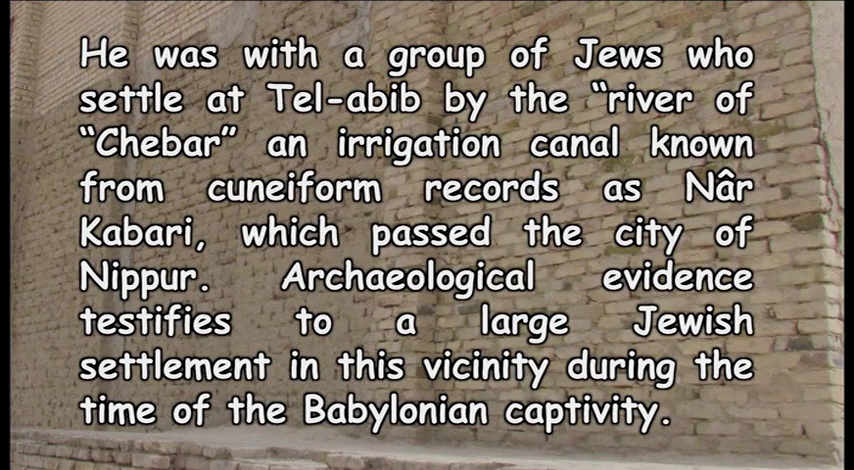 He was with a group of Jews who
settle at Tel-abib by the “river of
“Chebar” an irrigation canal known
from cuneiform records as Nâr
Kabari, which passed the city of
Nippur. Archaeological evidence
testifies to a large Jewish
settlement in this vicinity during the
time of the Babylonian captivity.